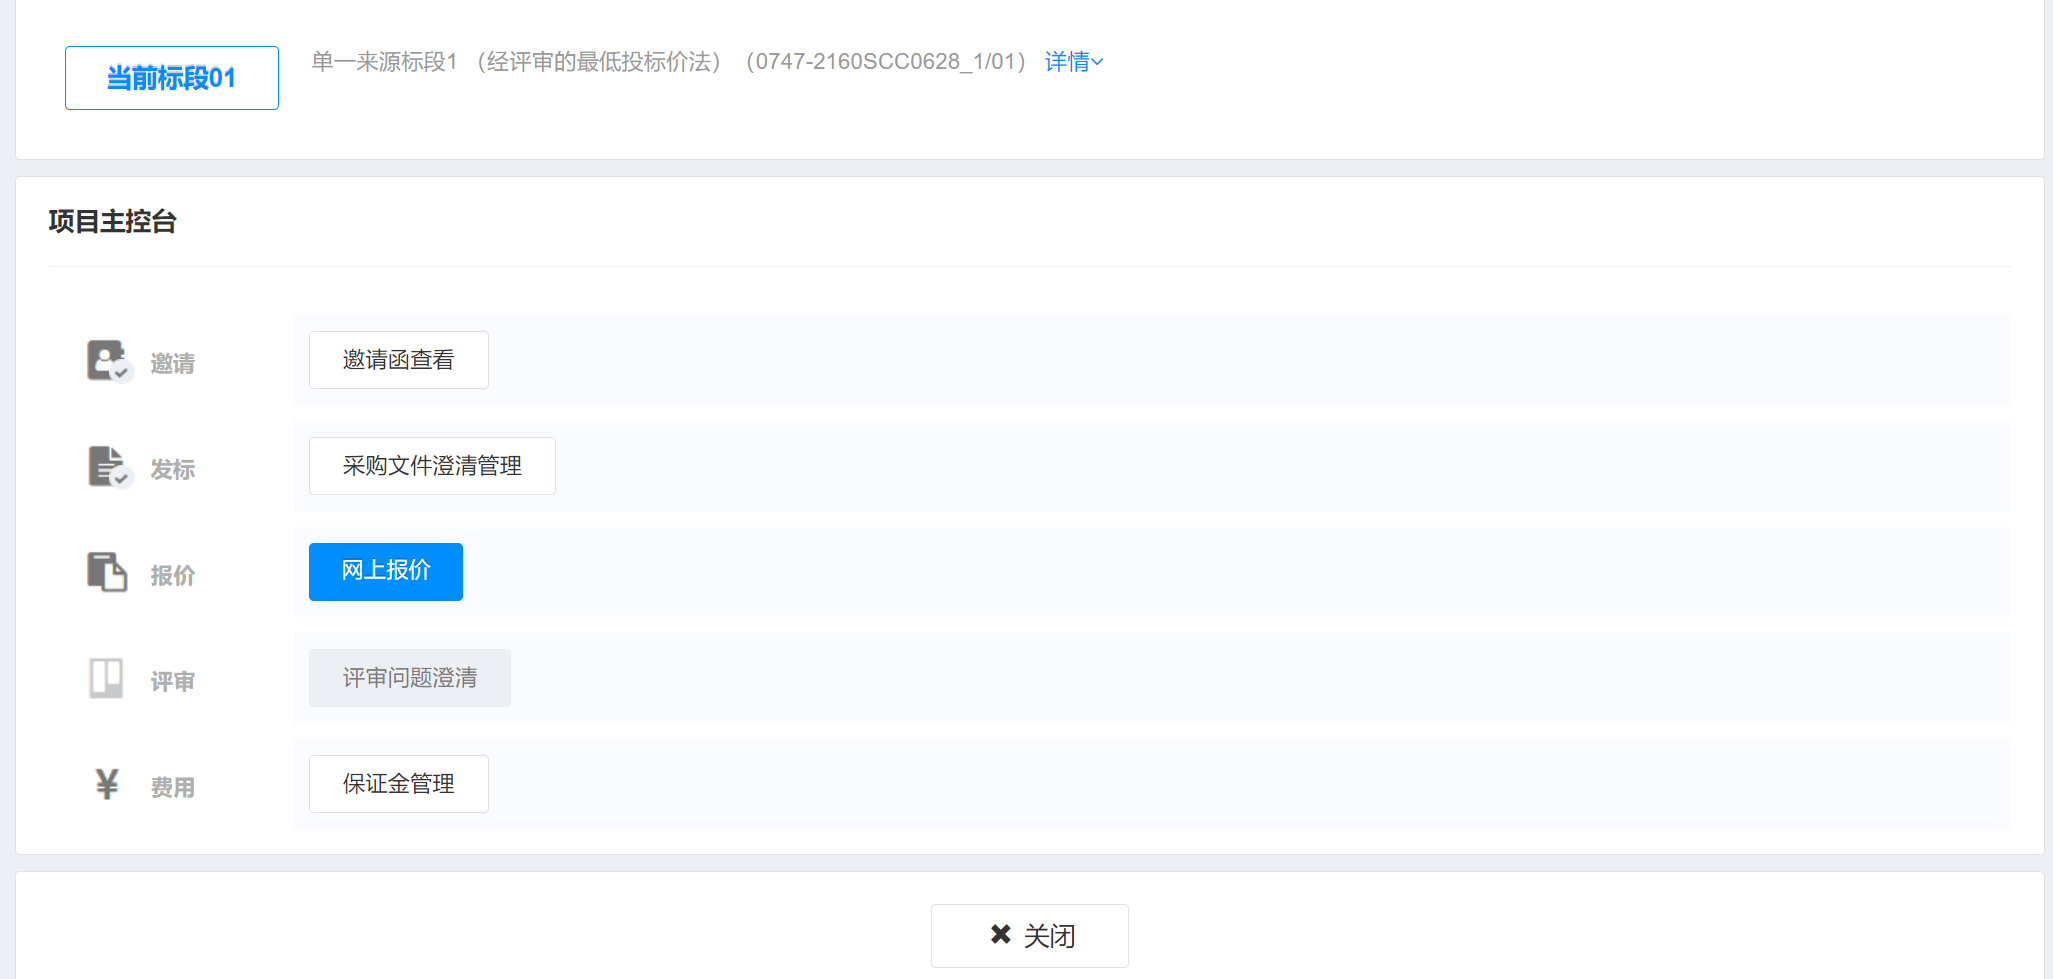 当前标段01
单一来源标段1 （经评审的最低投标价法）（0747-2160SCC0628_1/01） 详情
项目主控台
邀请
邀请函查看
发标
采购文件澄清管理
报价
网上报价
评审
评审问题澄清
¥ 费用
保证金管理
✖ 关闭